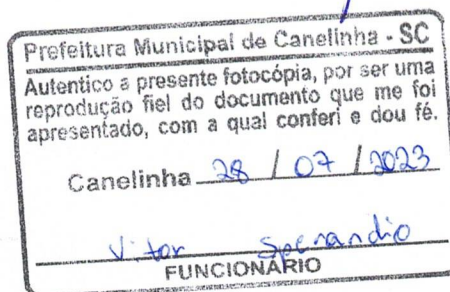 Prefeitura Municipal de Canelinha - SC
Autentico a presente fotocópia, por ser uma
reprodução fiel do documento que me foi
apresentado, com a qual conferi e dou fé.
Canelinha 28 / 07 / 2023
Vitor Sperandio
FUNCIONÁRIO